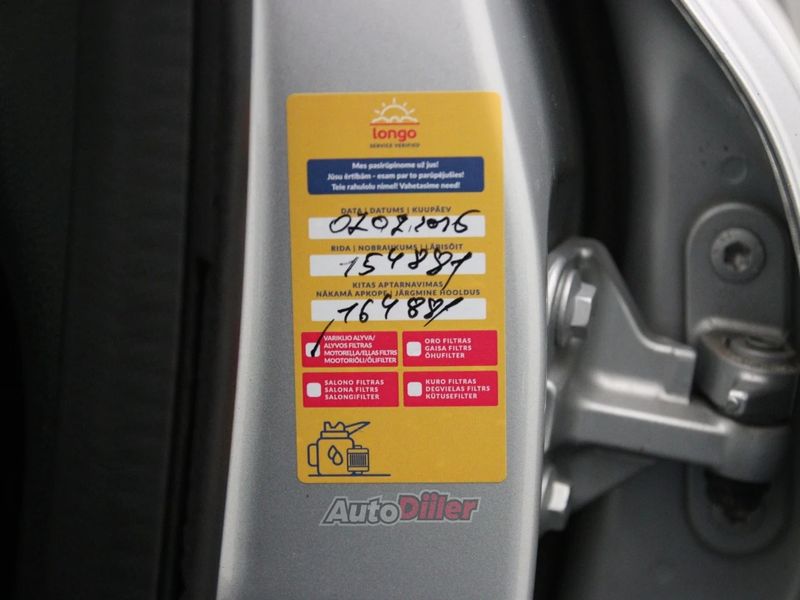 longo
SERVICE VERIFIED
Mes pasirūpinome už jus!
Jūsu ērtībām - esam par to parūpējušies!
Teie rahulolu nimel! Vahetasime need!
DATA | DATUMS | KUUPÄEV
RIDA | NOBRAUKUMS | LÄBISÕIT
154881
KITAS APTARNAVIMAS
NĀKAMĀ APKOPE | JÄRGMINE HOOLDUS
164881
VARIKLIO ALYVA/
ALYVOS FILTRAS
MOTORELLA/ELLAS FILTRS
MOOTORIÕLI/ÕLIFILTER
ORO FILTRAS
GAISA FILTRS
ÕHUFILTER
SALONO FILTRAS
SALONA FILTRS
SALONGIFILTER
KURO FILTRAS
DEGVIELAS FILTRS
KÜTUSEFILTER
AutoDiiler